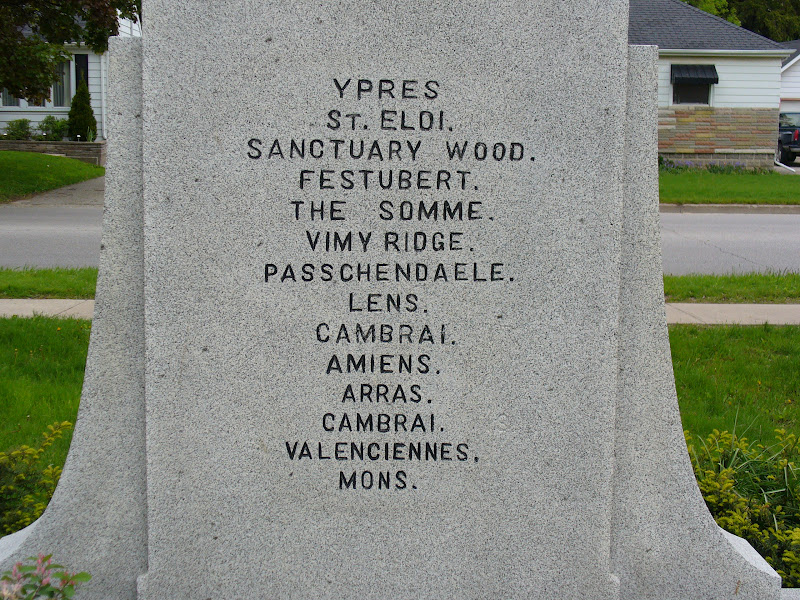 YPRES
ST. ELOI.
SANCTUARY WOOD.
FESTUBERT.
THE SOMME.
VIMY RIDGE.
PASSCHENDAELE.
LENS.
CAMBRAI.
AMIENS.
ARRAS.
CAMBRAI.
VALENCIENNES.
MONS.